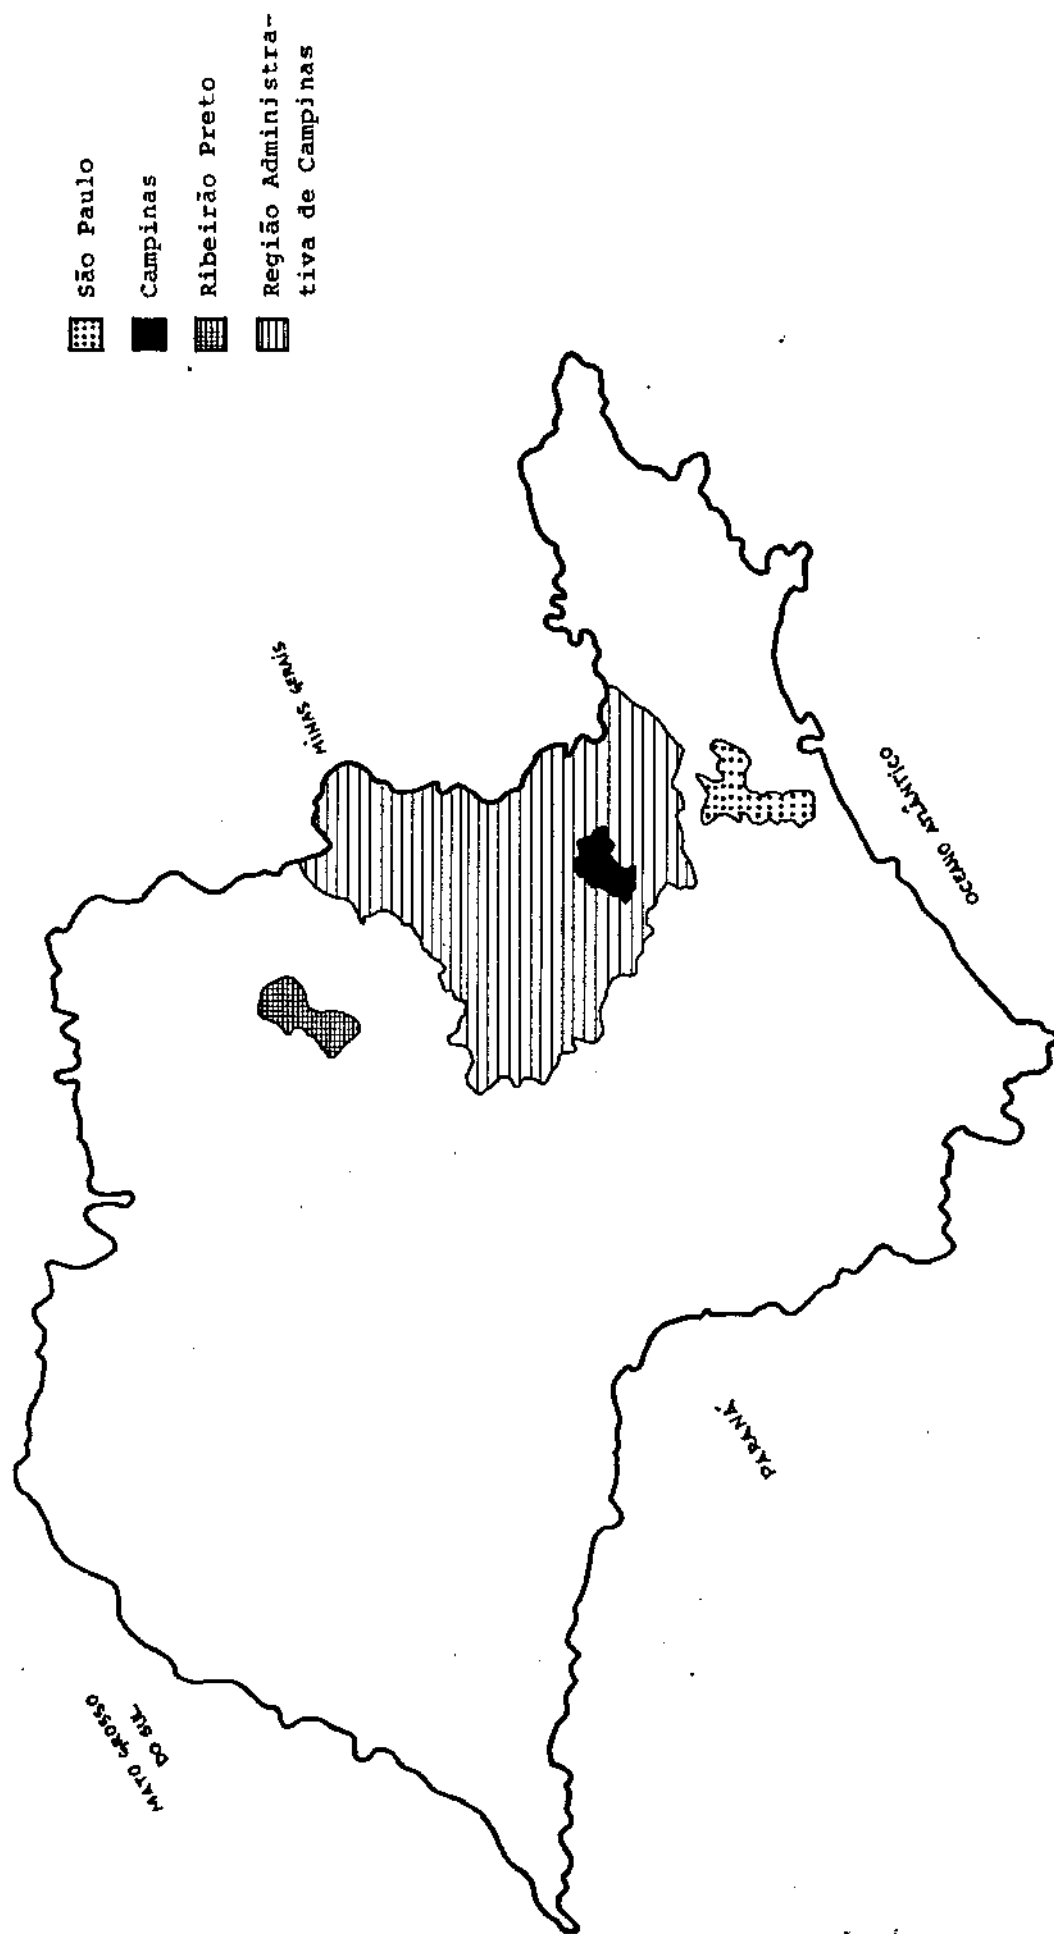 São Paulo
Campinas
Ribeirão Preto
Região Administra-
tiva de Campinas
MINAS GERAIS
MATO GROSSO
DO SUL
PARANÁ
OCEANO ATLÂNTICO